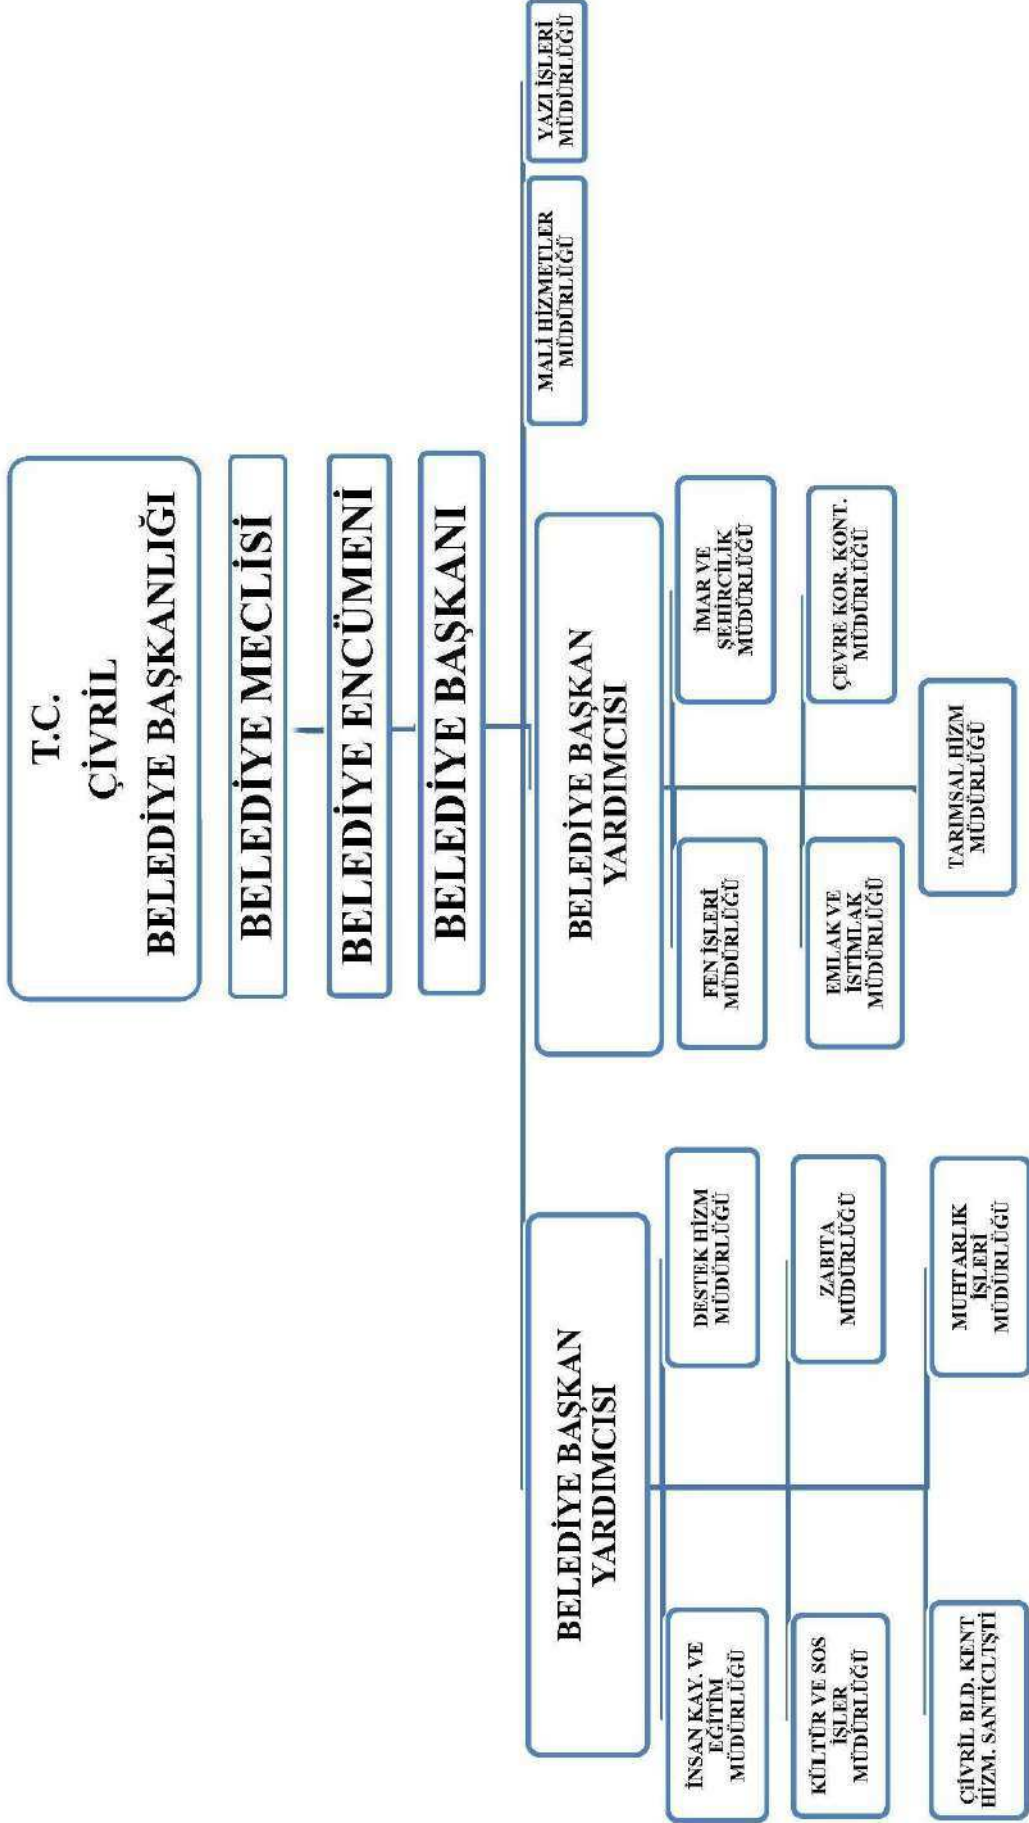 T.C.
ÇİVRİL
BELEDİYE BAŞKANLIĞI
BELEDİYE MECLİSİ
BELEDİYE ENCÜMENİ
BELEDİYE BAŞKANI
BELEDİYE BAŞKAN
YARDIMCISI
BELEDİYE BAŞKAN
YARDIMCISI
MALİ HİZMETLER
MÜDÜRLÜĞÜ
YAZI İŞLERİ
MÜDÜRLÜĞÜ
İNSAN KAY. VE
EĞİTİM
MÜDÜRLÜĞÜ
DESTEK HİZM
MÜDÜRLÜĞÜ
KÜLTÜR VE SOS
İŞLER
MÜDÜRLÜĞÜ
ZABITA
MÜDÜRLÜĞÜ
ÇİİVRİL BLD. KENT
HİZM. SANTİCLTŞTİ
MUHTARLIK
İŞLERİ
MÜDÜRLÜĞÜ
FEN İŞLERİ
MÜDÜRLÜĞÜ
İMAR VE
ŞEHİRCİLİK
MÜDÜRLÜĞÜ
EMLAK VE
İSTİMLAK
MÜDÜRLÜĞÜ
ÇEVRE KOR. KONT.
MÜDÜRLÜĞÜ
TARIMSAL HİZM
MÜDÜRLÜĞÜ